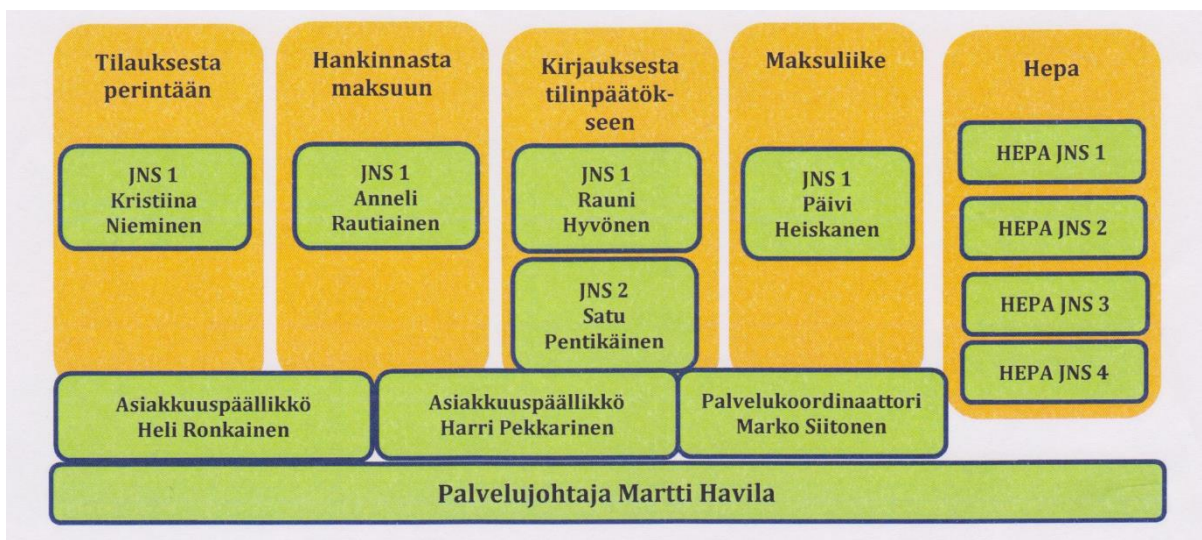 Tilauksesta
perintään
JNS 1
Kristiina
Nieminen
Hankinnasta
maksuun
JNS 1
Anneli
Rautiainen
Kirjauksesta
tilinpäätök-
seen
JNS 1
Rauni
Hyvönen
JNS 2
Satu
Pentikäinen
Maksuliike
JNS 1
Päivi
Heiskanen
Hepa
HEPA JNS 1
HEPA JNS 2
HEPA JNS 3
HEPA JNS 4
Asiakkuuspäällikkö
Heli Ronkainen
Asiakkuuspäällikkö
Harri Pekkarinen
Palvelukoordinaattori
Marko Siitonen
Palvelujohtaja Martti Havila